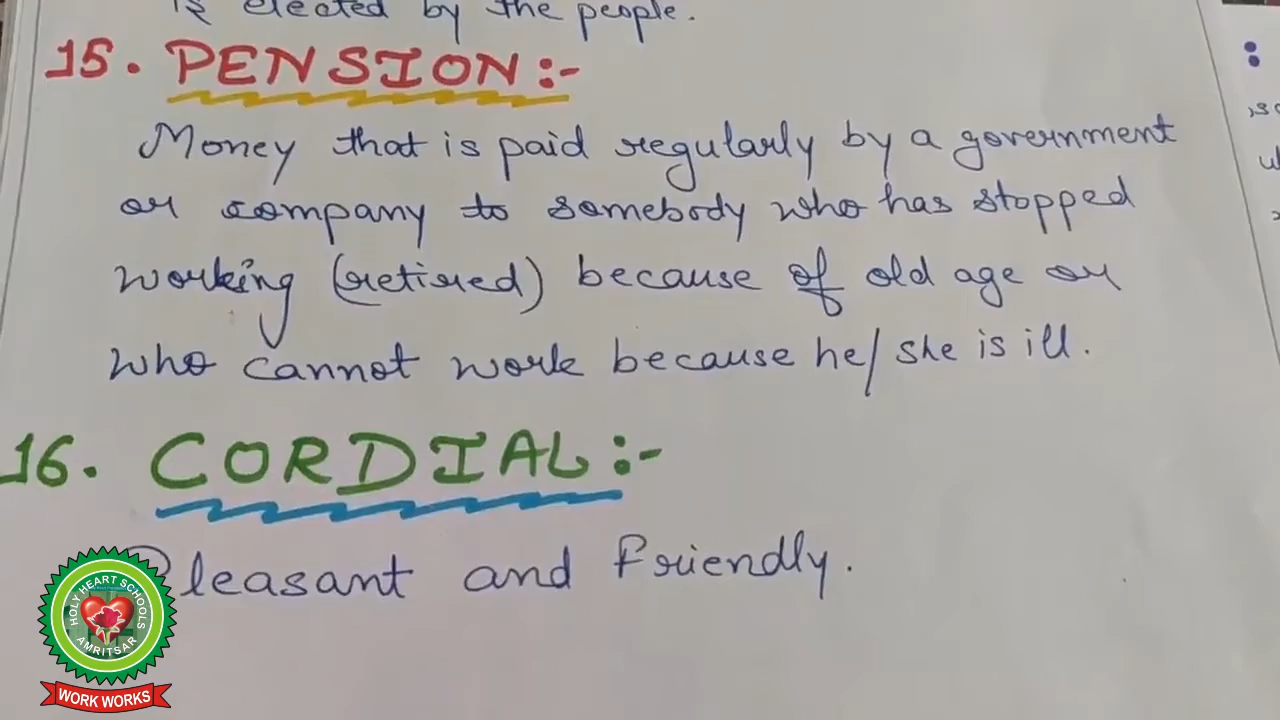 is elected by the people.
15. PENSION:-
Money that is paid regularly by a government
or company to somebody who has stopped
working (retired) because of old age or
who cannot work because he/she is ill.
16. CORDIAL:-
Pleasant and Friendly.
HOLY HEART SCHOOLS
AMRITSAR
WORK WORKS